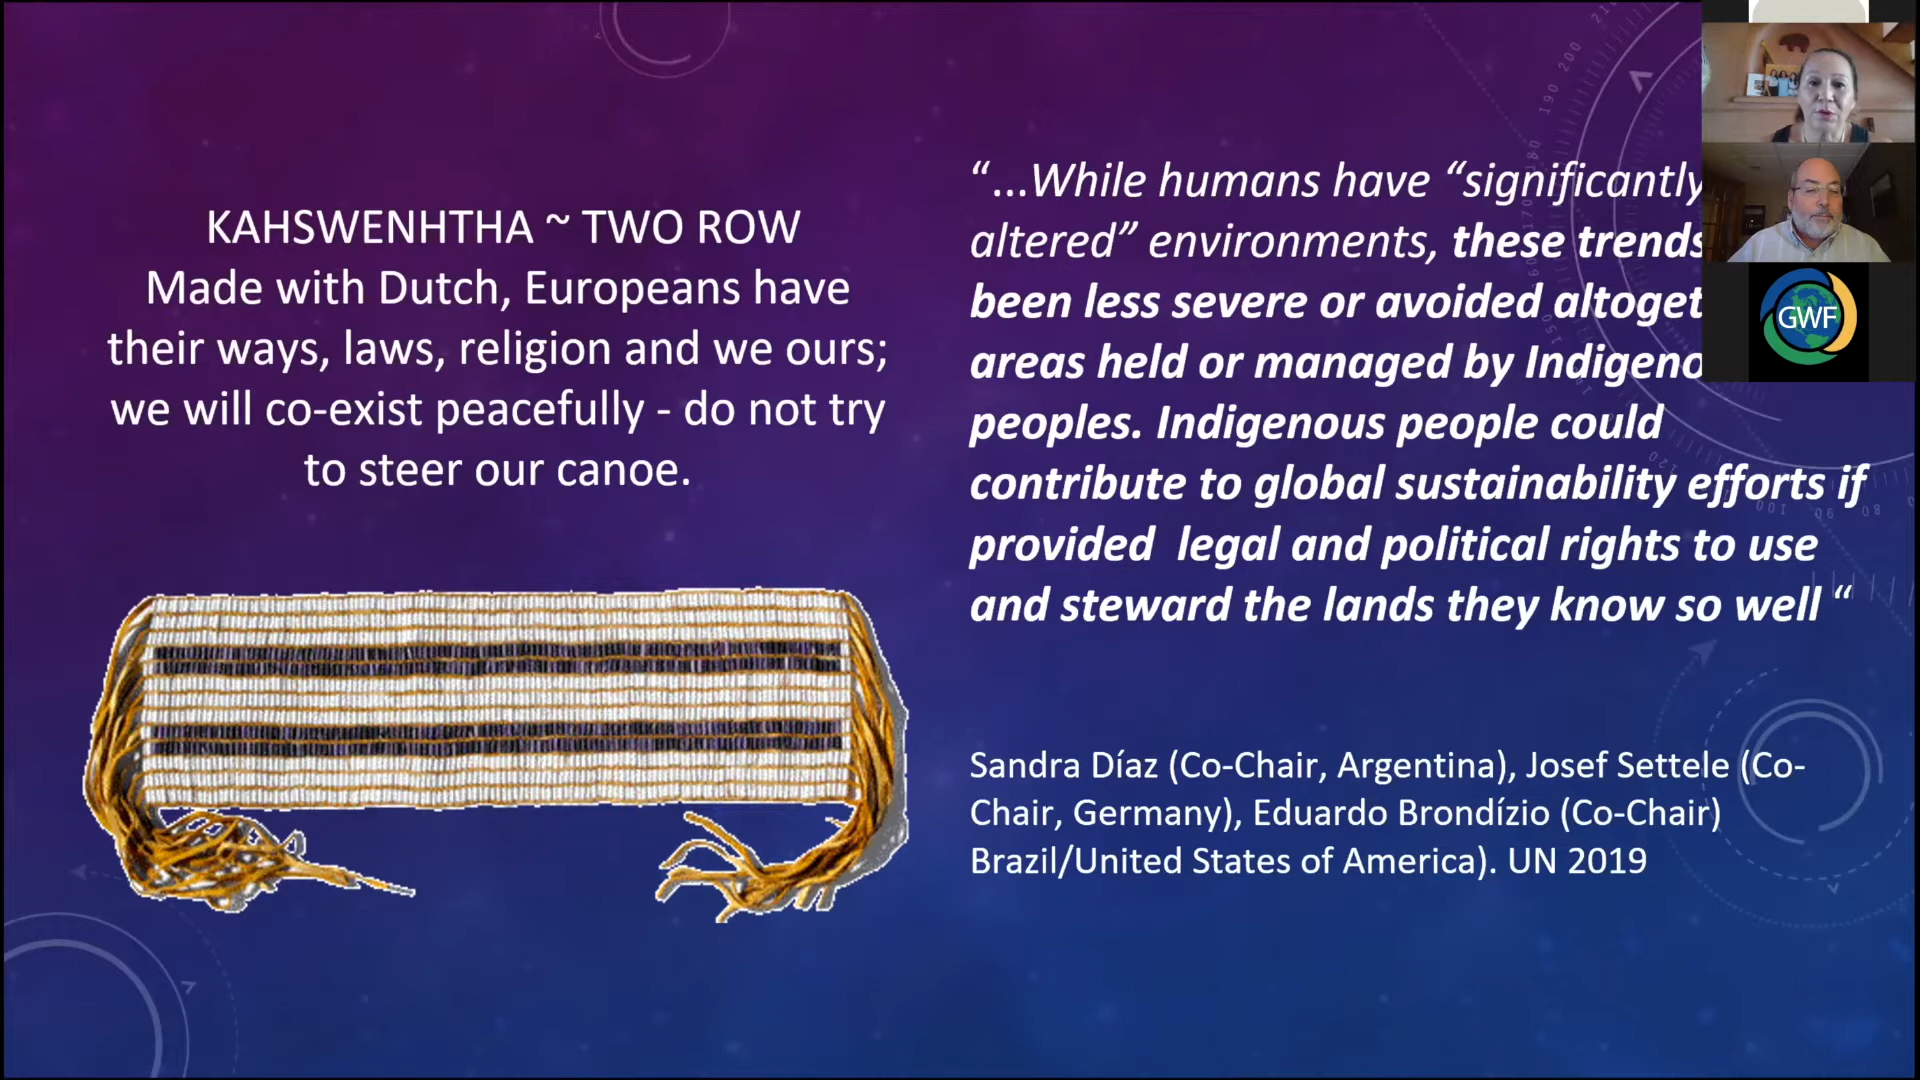 KAHSWENHTHA ~ TWO ROW
Made with Dutch, Europeans have
their ways, laws, religion and we ours;
we will co-exist peacefully - do not try
to steer our canoe.
“...While humans have “significantly
altered” environments, these trends
been less severe or avoided altoget
areas held or managed by Indigeno
peoples. Indigenous people could
contribute to global sustainability efforts if
provided  legal and political rights to use
and steward the lands they know so well “
Sandra Díaz (Co-Chair, Argentina), Josef Settele (Co-
Chair, Germany), Eduardo Brondízio (Co-Chair)
Brazil/United States of America). UN 2019
GWF